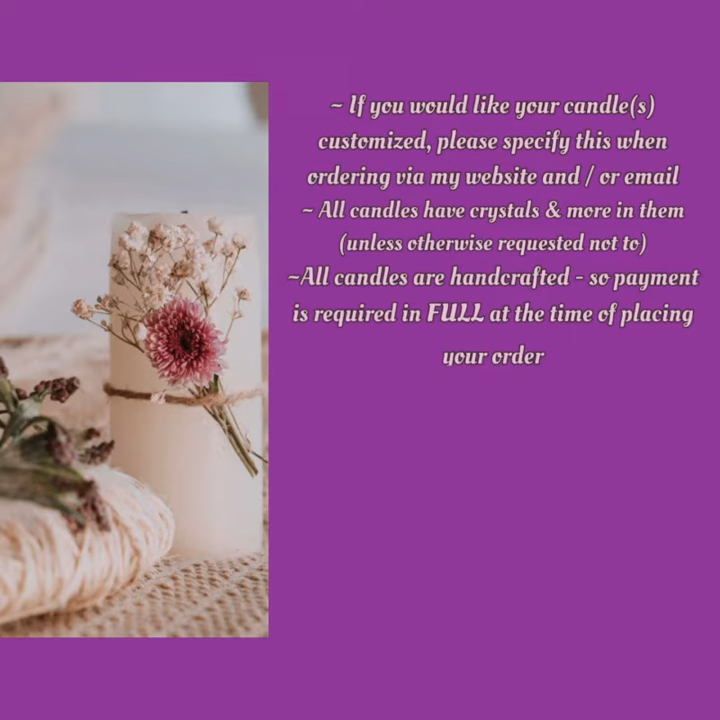 ~ If you would like your candle(s)
customized, please specify this when
ordering via my website and / or email
~ All candles have crystals & more in them
(unless otherwise requested not to)
~All candles are handcrafted - so payment
is required in FULL at the time of placing
your order